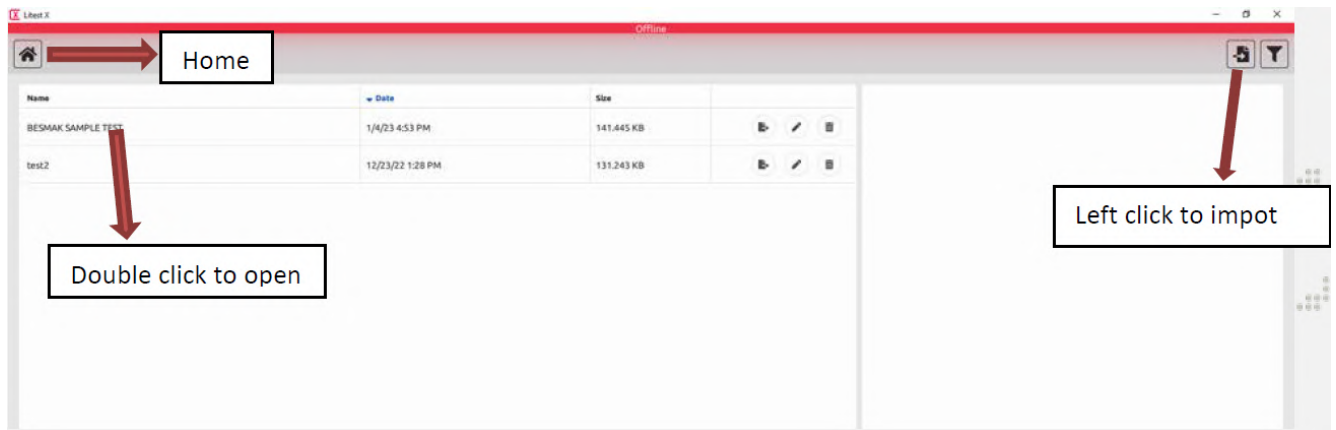 Litest X
Offline
Home
Name Date Size
BESMAK SAMPLE TEST 1/4/23 4:53 PM 141.445 KB
test2 12/23/22 1:28 PM 131.243 KB
Left click to impot
Double click to open